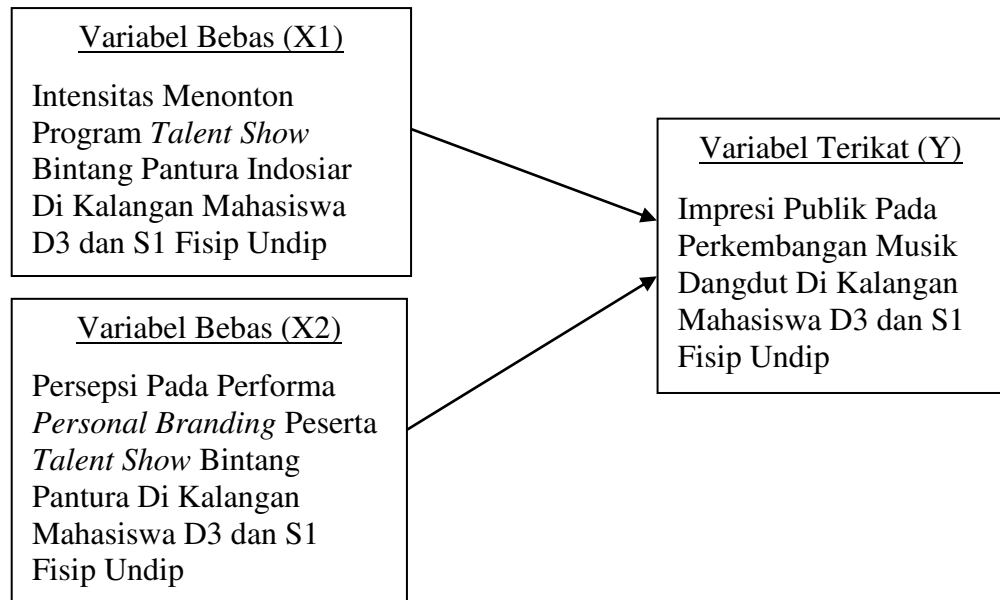 Variabel Bebas (X1)
Intensitas Menonton
Program Talent Show
Bintang Pantura Indosiar
Di Kalangan Mahasiswa
D3 dan S1 Fisip Undip
Variabel Bebas (X2)
Persepsi Pada Performa
Personal Branding Peserta
Talent Show Bintang
Pantura Di Kalangan
Mahasiswa D3 dan S1
Fisip Undip
Variabel Terikat (Y)
Impresi Publik Pada
Perkembangan Musik
Dangdut Di Kalangan
Mahasiswa D3 dan S1
Fisip Undip